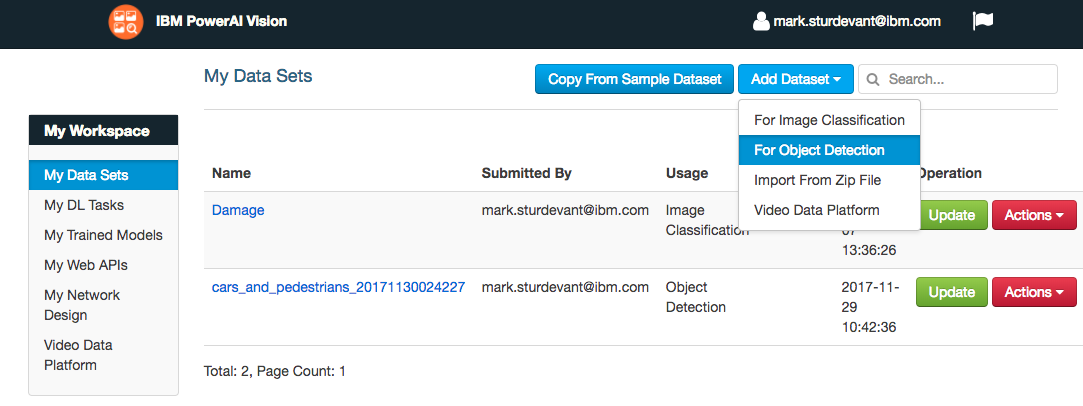 IBM PowerAI Vision
mark.sturdevant@ibm.com
My Data Sets
Copy From Sample Dataset
Add Dataset
Search...
For Image Classification
For Object Detection
Import From Zip File
Video Data Platform
My Workspace
My Data Sets
My DL Tasks
My Trained Models
My Web APIs
My Network
Design
Video Data
Platform
Name Submitted By Usage Operation
Damage mark.sturdevant@ibm.com Image
Classification
07
13:36:26
Update Actions
cars_and_pedestrians_20171130024227 mark.sturdevant@ibm.com Object
Detection
2017-11-
29
10:42:36
Update Actions
Total: 2, Page Count: 1